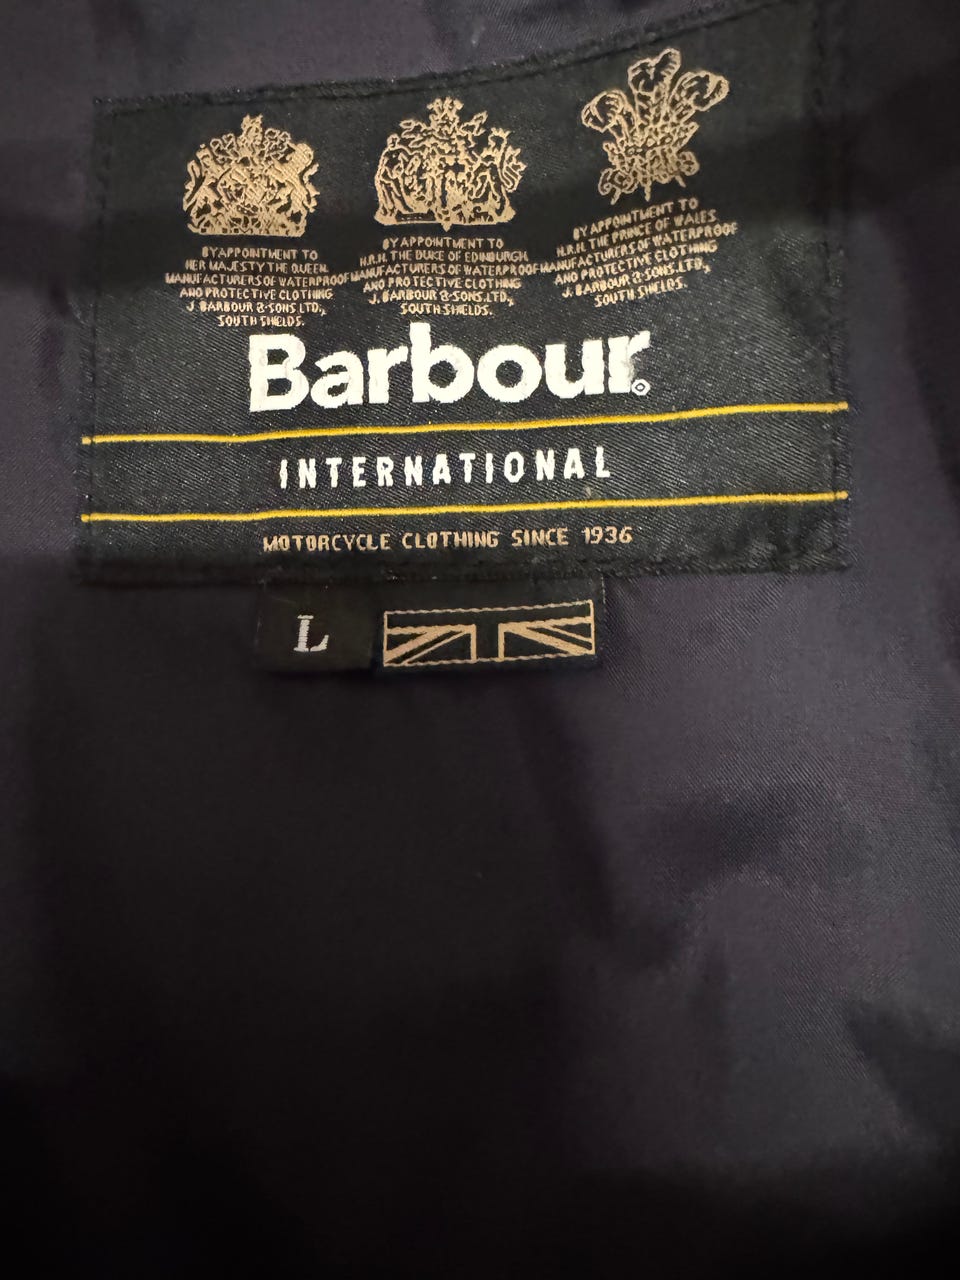 BY APPOINTMENT TO
HER MAJESTY THE QUEEN
MANUFACTURERS OF WATERPROOF
AND PROTECTIVE CLOTHING
J. BARBOUR & SONS LTD.,
SOUTH SHIELDS.
BY APPOINTMENT TO
H.R.H. THE DUKE OF EDINBURGH
MANUFACTURERS OF WATERPROOF
AND PROTECTIVE CLOTHING
J. BARBOUR & SONS LTD.,
SOUTH SHIELDS.
BY APPOINTMENT TO
H.R.H. THE PRINCE OF WALES
MANUFACTURERS OF WATERPROOF
AND PROTECTIVE CLOTHING
J. BARBOUR & SONS LTD.,
SOUTH SHIELDS.
Barbour®
INTERNATIONAL
MOTORCYCLE CLOTHING SINCE 1936
L